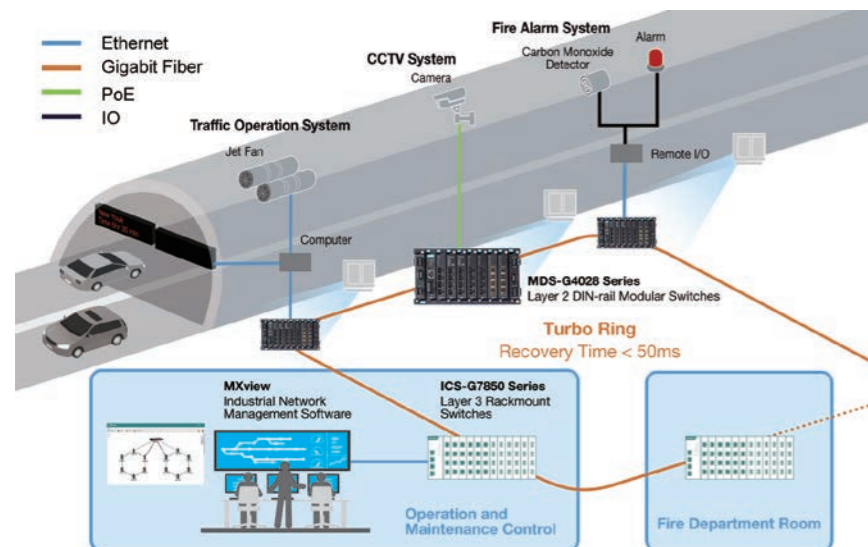 Ethernet
Gigabit Fiber
PoE
IO
Fire Alarm System
Carbon Monoxide
Detector
Alarm
CCTV System
Camera
Traffic Operation System
Jet Fan
Remote I/O
Computer
MDS-G4028 Series
Layer 2 DIN-rail Modular Switches
Turbo Ring
Recovery Time < 50ms
MXview
Industrial Network
Management Software
ICS-G7850 Series
Layer 3 Rackmount
Switches
Operation and
Maintenance Control
Fire Department Room